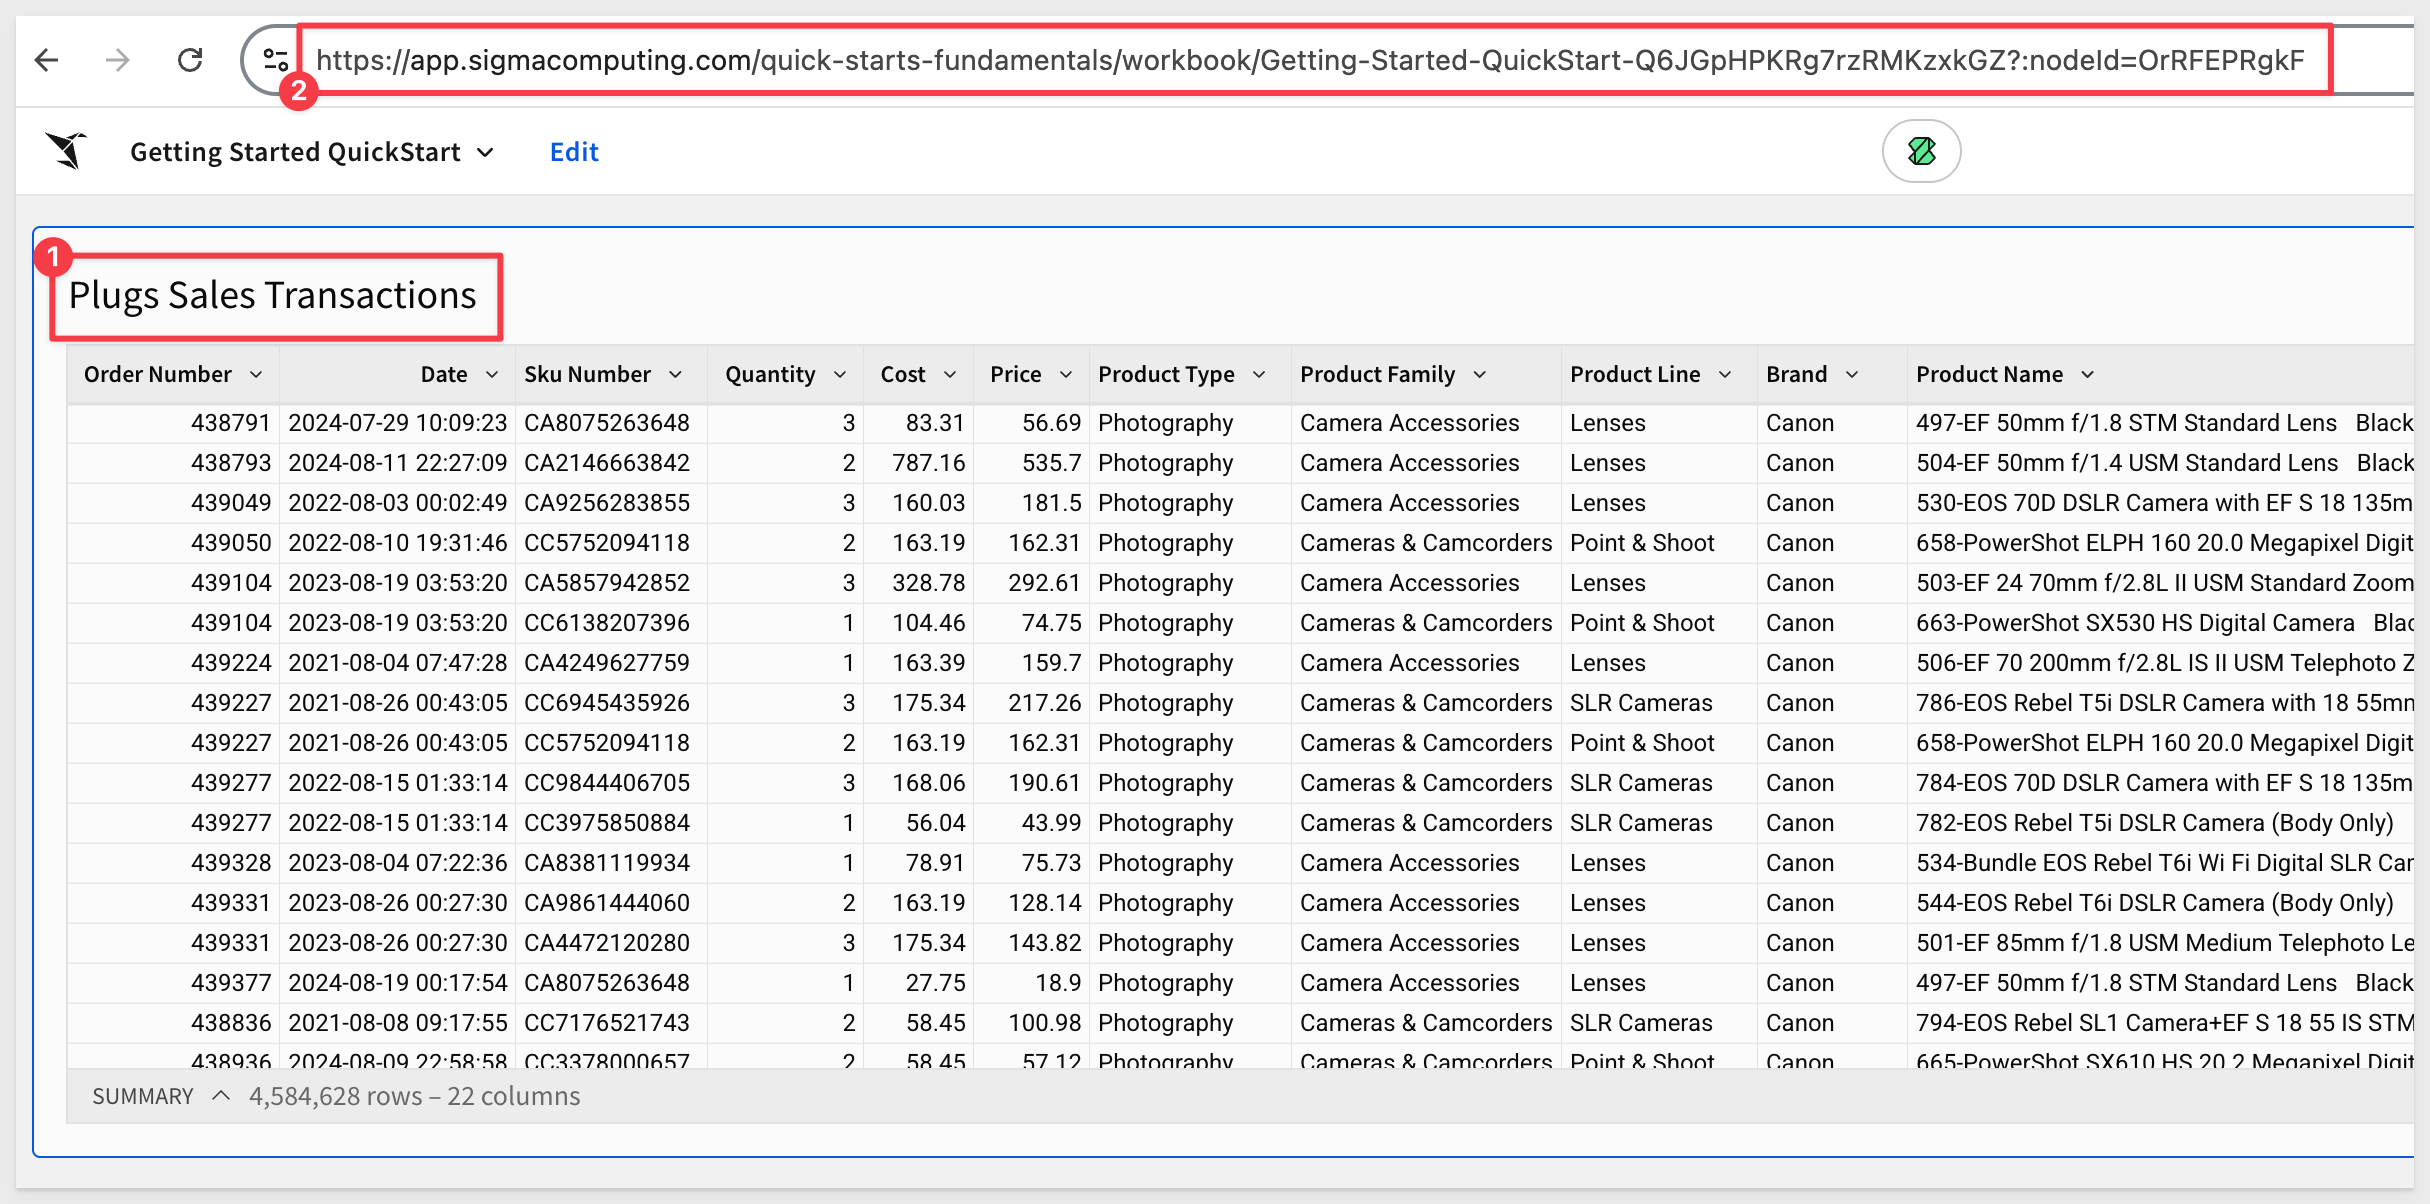 https://app.sigmacomputing.com/quick-starts-fundamentals/workbook/Getting-Started-QuickStart-Q6JGpHPKRg7rzRMKzxkGZ?:nodeId=OrRFEPRgkF
2
Getting Started QuickStart Edit
1
Plugs Sales Transactions
Order Number Date Sku Number Quantity Cost Price Product Type Product Family Product Line Brand Product Name
438791 2024-07-29 10:09:23 CA8075263648 3 83.31 56.69 Photography Camera Accessories Lenses Canon 497-EF 50mm f/1.8 STM Standard Lens Black
438793 2024-08-11 22:27:09 CA2146663842 2 787.16 535.7 Photography Camera Accessories Lenses Canon 504-EF 50mm f/1.4 USM Standard Lens Black
439049 2022-08-03 00:02:49 CA9256283855 3 160.03 181.5 Photography Camera Accessories Lenses Canon 530-EOS 70D DSLR Camera with EF S 18 135m
439050 2022-08-10 19:31:46 CC5752094118 2 163.19 162.31 Photography Cameras & Camcorders Point & Shoot Canon 658-PowerShot ELPH 160 20.0 Megapixel Digit
439104 2023-08-19 03:53:20 CA5857942852 3 328.78 292.61 Photography Camera Accessories Lenses Canon 503-EF 24 70mm f/2.8L II USM Standard Zoom
439104 2023-08-19 03:53:20 CC6138207396 1 104.46 74.75 Photography Cameras & Camcorders Point & Shoot Canon 663-PowerShot SX530 HS Digital Camera Blac
439224 2021-08-04 07:47:28 CA4249627759 1 163.39 159.7 Photography Camera Accessories Lenses Canon 506-EF 70 200mm f/2.8L IS II USM Telephoto Z
439227 2021-08-26 00:43:05 CC6945435926 3 175.34 217.26 Photography Cameras & Camcorders SLR Cameras Canon 786-EOS Rebel T5i DSLR Camera with 18 55mm
439227 2021-08-26 00:43:05 CC5752094118 2 163.19 162.31 Photography Cameras & Camcorders Point & Shoot Canon 658-PowerShot ELPH 160 20.0 Megapixel Digit
439277 2022-08-15 01:33:14 CC9844406705 3 168.06 190.61 Photography Cameras & Camcorders SLR Cameras Canon 784-EOS 70D DSLR Camera with EF S 18 135m
439277 2022-08-15 01:33:14 CC3975850884 1 56.04 43.99 Photography Cameras & Camcorders SLR Cameras Canon 782-EOS Rebel T5i DSLR Camera (Body Only)
439328 2023-08-04 07:22:36 CA8381119934 1 78.91 75.73 Photography Camera Accessories Lenses Canon 534-Bundle EOS Rebel T6i Wi Fi Digital SLR Car
439331 2023-08-26 00:27:30 CA9861444060 2 163.19 128.14 Photography Camera Accessories Lenses Canon 544-EOS Rebel T6i DSLR Camera (Body Only)
439331 2023-08-26 00:27:30 CA4472120280 3 175.34 143.82 Photography Camera Accessories Lenses Canon 501-EF 85mm f/1.8 USM Medium Telephoto Le
439377 2024-08-19 00:17:54 CA8075263648 1 27.75 18.9 Photography Camera Accessories Lenses Canon 497-EF 50mm f/1.8 STM Standard Lens Black
438836 2021-08-08 09:17:55 CC7176521743 2 58.45 100.98 Photography Cameras & Camcorders SLR Cameras Canon 794-EOS Rebel SL1 Camera+EF S 18 55 IS STM
438936 2024-08-09 22:58:58 CC3378000657 2 58.45 57.12 Photography Cameras & Camcorders Point & Shoot Canon 665-PowerShot SX610 HS 20.2 Megapixel Digit
SUMMARY 4,584,628 rows – 22 columns